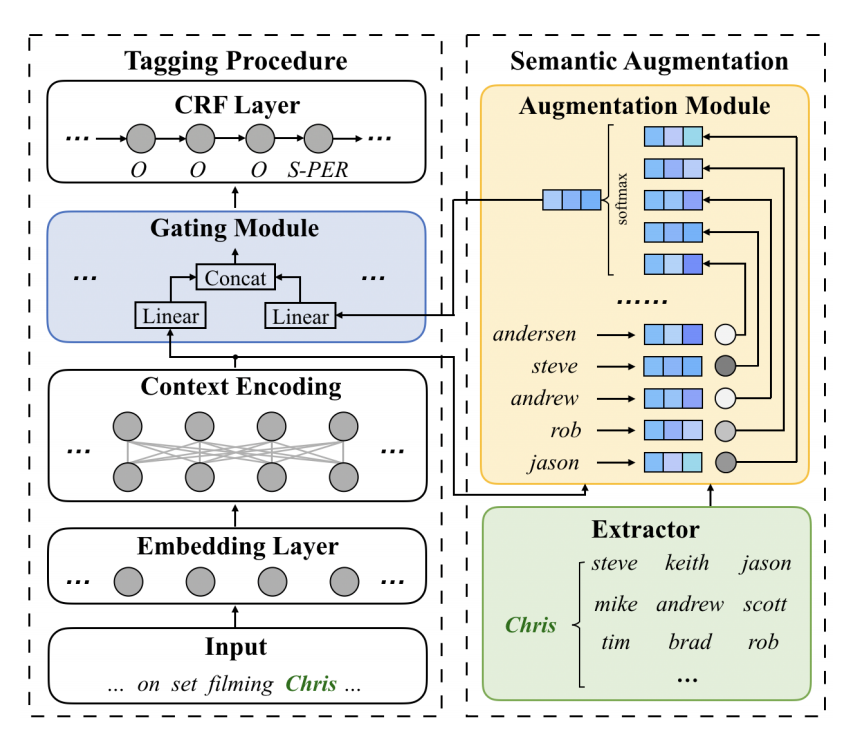 Tagging Procedure
CRF Layer
... ...
O O O S-PER
Gating Module
... ...
Concat
Linear Linear
Context Encoding
... ...
Embedding Layer
... ...
Input
... on set filming Chris ...
Semantic Augmentation
Augmentation Module
softmax
......
andersen
steve
andrew
rob
jason
Extractor
steve keith jason
Chris
mike andrew scott
tim brad rob
...